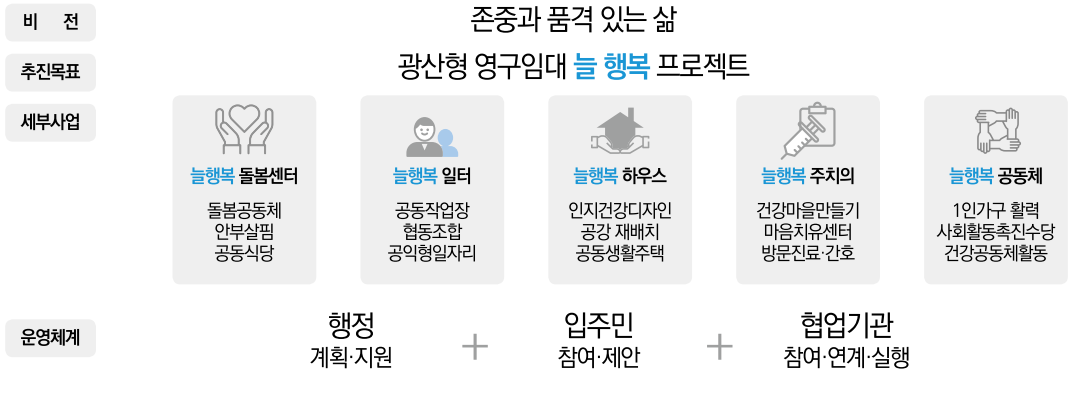 비 전
존중과 품격 있는 삶
추진목표
광산형 영구임대 늘 행복 프로젝트
세부사업
늘행복 돌봄센터
돌봄공동체
안부살핌
공동식당
늘행복 일터
공동작업장
협동조합
공익형일자리
늘행복 하우스
인지건강디자인
공강 재배치
공동생활주택
늘행복 주치의
건강마을만들기
마음치유센터
방문진료·간호
늘행복 공동체
1인가구 활력
사회활동촉진수당
건강공동체활동
운영체계
행정
계획·지원
+
입주민
참여·제안
+
협업기관
참여·연계·실행